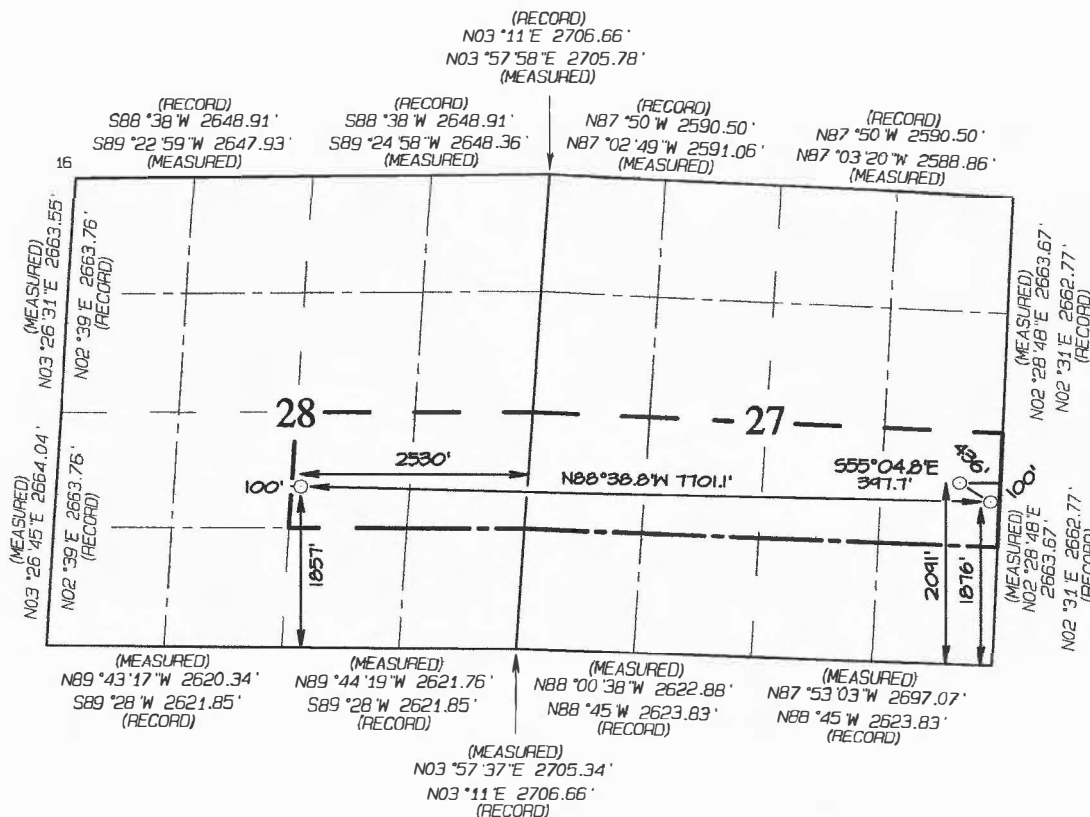 (RECORD)
N03°11'E 2706.66'
N03°57'58"E 2705.78'
(MEASURED)
(RECORD)
S88°38'W 2648.91'
S89°22'59"W 2647.93'
(MEASURED)
(RECORD)
S88°38'W 2648.91'
S89°24'58"W 2648.36'
(MEASURED)
(RECORD)
N87°50'W 2590.50'
N87°02'49"W 2591.06'
(MEASURED)
(RECORD)
N87°50'W 2590.50'
N87°03'20"W 2588.86'
(MEASURED)
16
(MEASURED)
N03°26'31"E 2663.55'
N02°39'E 2663.76'
(RECORD)
(MEASURED)
N02°28'48"E 2663.67'
N02°31'E 2662.77'
(RECORD)
28
27
2530'
N88°38.8'W 7701.1'
S55°04.8'E
397.7'
406'
100'
100'
1857'
2091'
1876'
(MEASURED)
N03°26'45"E 2664.04'
N02°39'E 2663.76'
(RECORD)
(MEASURED)
N02°28'48"E
2663.67'
N02°31'E 2662.77'
(RECORD)
(MEASURED)
N89°43'17"W 2620.34'
S89°28'W 2621.85'
(RECORD)
(MEASURED)
N89°44'19"W 2621.76'
S89°28'W 2621.85'
(RECORD)
(MEASURED)
N88°00'38"W 2622.88'
N88°45'W 2623.83'
(RECORD)
(MEASURED)
N87°53'03"W 2697.07'
N88°45'W 2623.83'
(RECORD)
(MEASURED)
N03°57'37"E 2705.34'
N03°11'E 2706.66'
(RECORD)